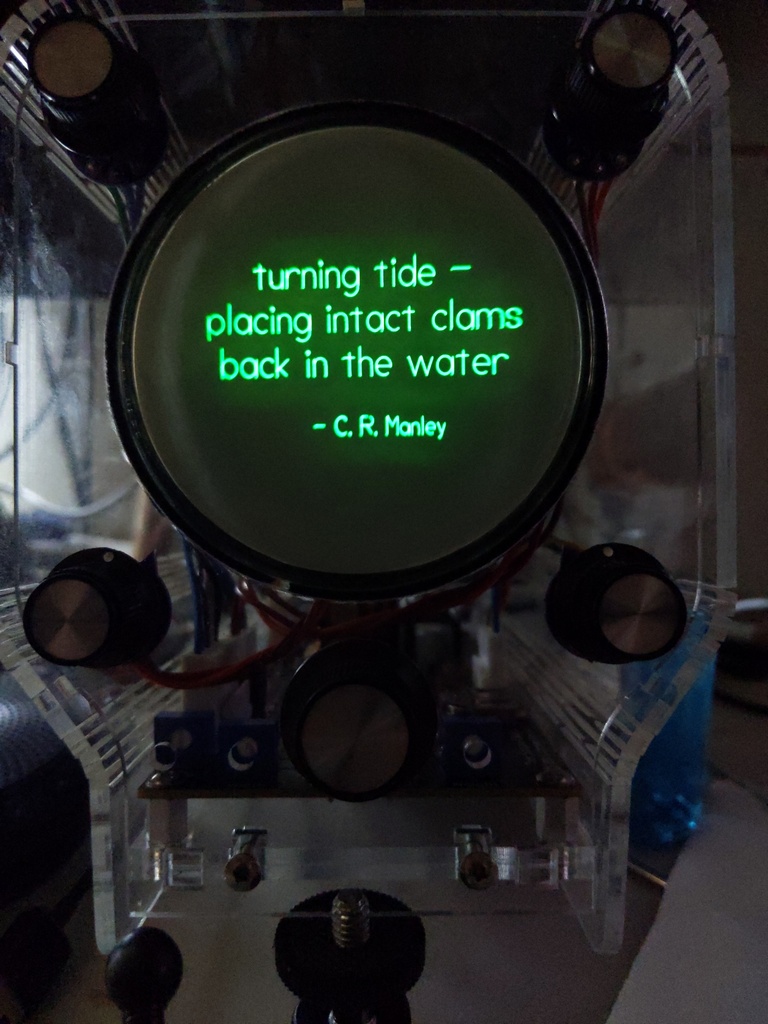 turning tide –
placing intact clams
back in the water
– C. R. Manley